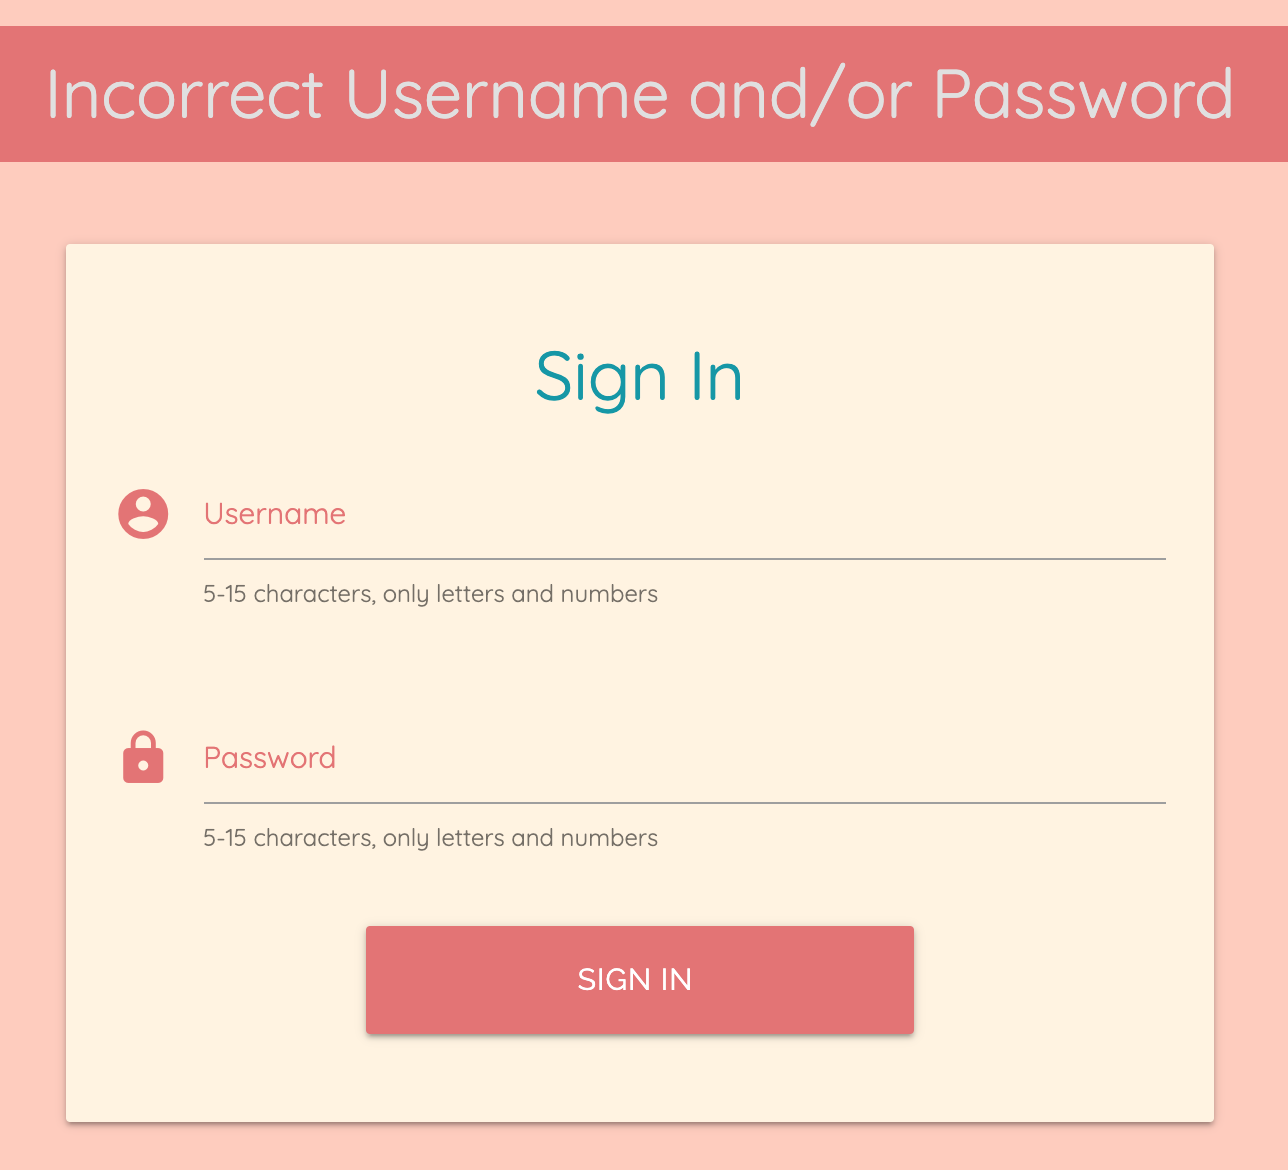 Incorrect Username and/or Password
Sign In
Username
5-15 characters, only letters and numbers
Password
5-15 characters, only letters and numbers
SIGN IN